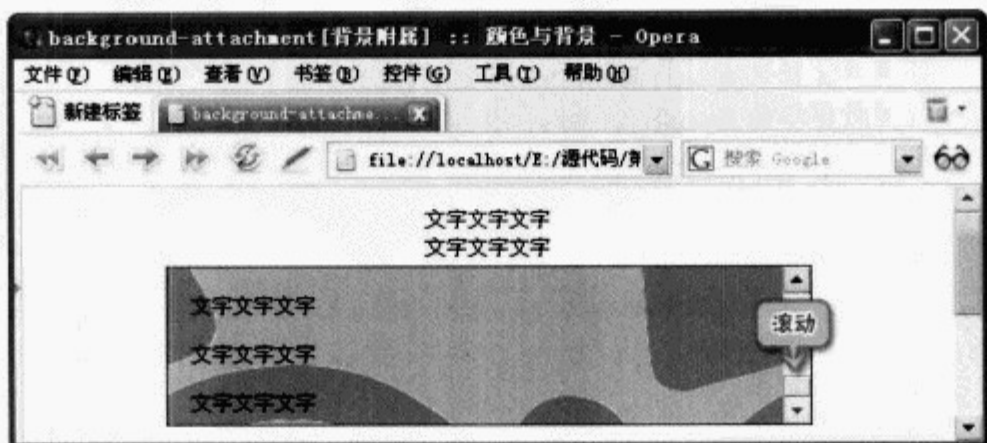 background-attachment[背景附属] :: 颜色与背景 - Opera
文件(F) 编辑(E) 查看(V) 书签(B) 控件(G) 工具(T) 帮助(H)
新建标签 background-attachme...
file://localhost/E:/源代码/第 搜索 Google
文字文字文字
文字文字文字
文字文字文字
滚动
文字文字文字
文字文字文字